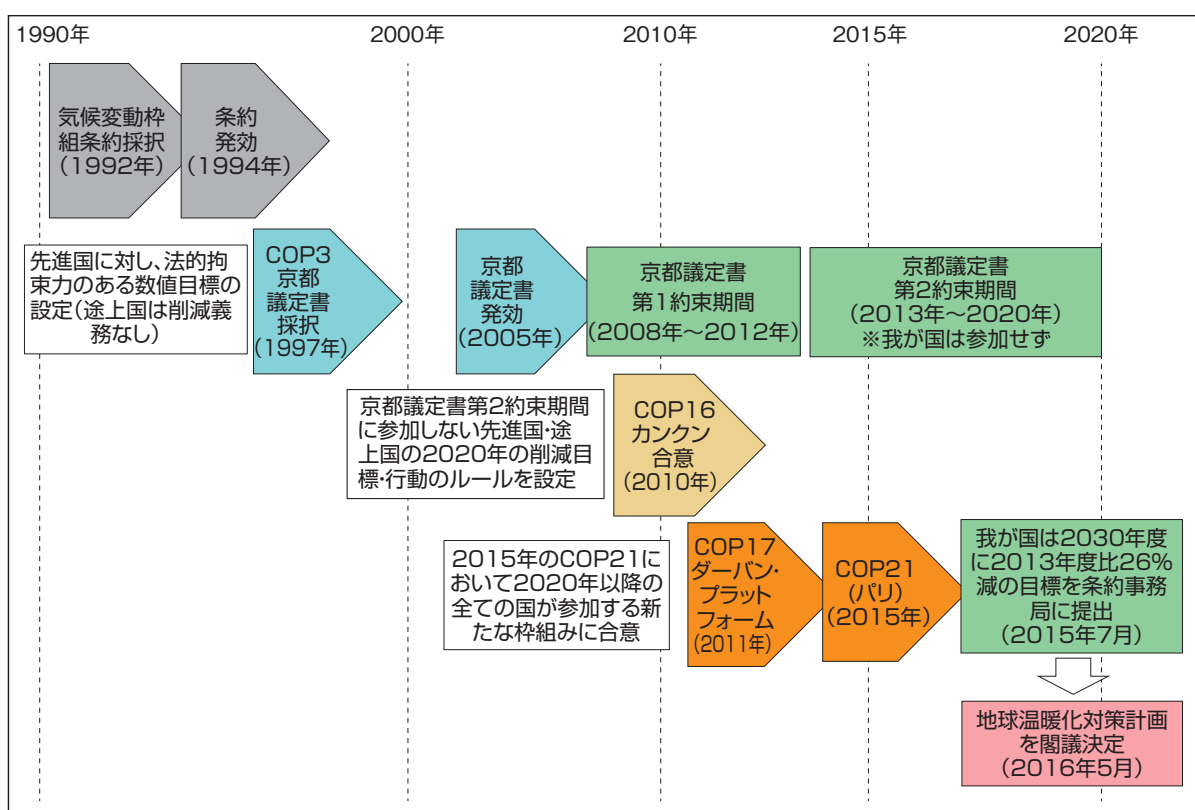 1990年
2000年
2010年
2015年
2020年
気候変動枠
組条約採択
(1992年)
条約
発効
(1994年)
先進国に対し、法的拘
束力のある数値目標の
設定(途上国は削減義
務なし)
COP3
京都
議定書
採択
(1997年)
京都
議定書
発効
(2005年)
京都議定書
第1約束期間
(2008年〜2012年)
京都議定書
第2約束期間
(2013年〜2020年)
※我が国は参加せず
京都議定書第2約束期間
に参加しない先進国・途
上国の2020年の削減目
標・行動のルールを設定
COP16
カンクン
合意
(2010年)
2015年のCOP21に
おいて2020年以降の
全ての国が参加する新
たな枠組みに合意
COP17
ダーバン・
プラット
フォーム
(2011年)
COP21
(パリ)
(2015年)
我が国は2030年度
に2013年度比26%
減の目標を条約事務
局に提出
(2015年7月)
地球温暖化対策計画
を閣議決定
(2016年5月)